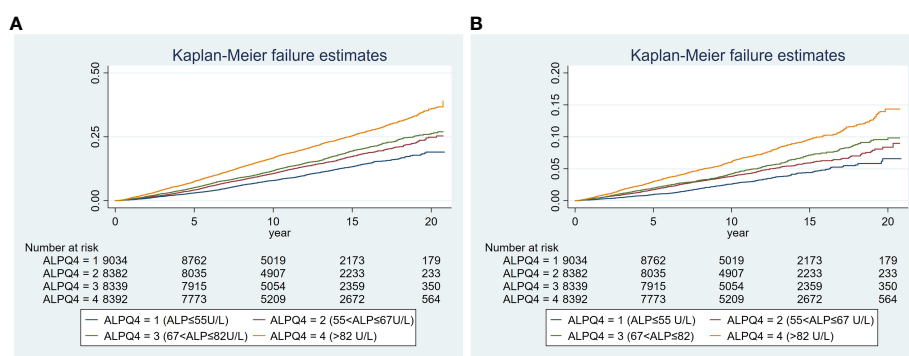 A
Kaplan-Meier failure estimates
0.50
0.25
0.00
0 5 10 15 20
year
Number at risk
ALPQ4 = 1 9034 8762 5019 2173 179
ALPQ4 = 2 8382 8035 4907 2233 233
ALPQ4 = 3 8339 7915 5054 2359 350
ALPQ4 = 4 8392 7773 5209 2672 564
ALPQ4 = 1 (ALP≤55U/L) ALPQ4 = 2 (55<ALP≤67U/L)
ALPQ4 = 3 (67<ALP≤82U/L) ALPQ4 = 4 (>82 U/L)
B
Kaplan-Meier failure estimates
0.20
0.15
0.10
0.05
0.00
0 5 10 15 20
year
Number at risk
ALPQ4 = 1 9034 8762 5019 2173 179
ALPQ4 = 2 8382 8035 4907 2233 233
ALPQ4 = 3 8339 7915 5054 2359 350
ALPQ4 = 4 8392 7773 5209 2672 564
ALPQ4 = 1 (ALP≤55 U/L) ALPQ4 = 2 (55<ALP≤67 U/L)
ALPQ4 = 3 (67<ALP≤82) ALPQ4 = 4 (>82 U/L)